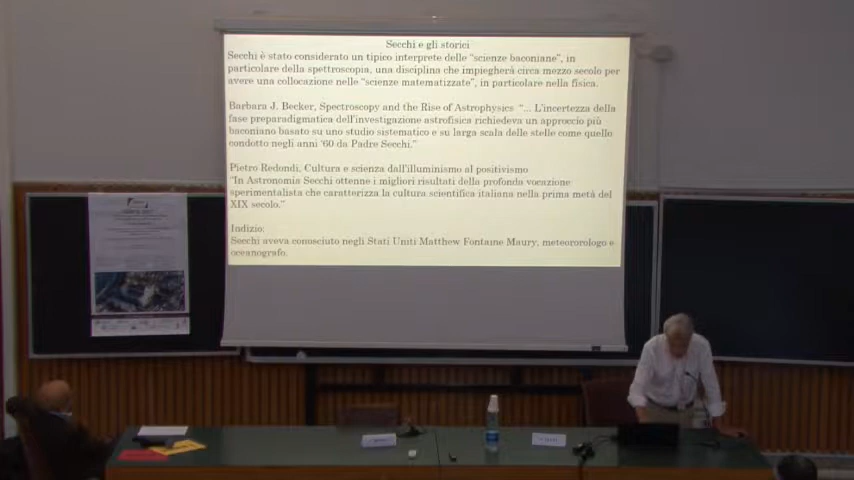 Secchi e gli storici
Secchi è stato considerato un tipico interprete delle "scienze baconiane", in
particolare della spettroscopia, una disciplina che impiegherà circa mezzo secolo per
avere una collocazione nelle "scienze matematizzate", in particolare nella fisica.
Barbara J. Becker, Spectroscopy and the Rise of Astrophysics "... L'incertezza della
fase preparadigmatica dell'investigazione astrofisica richiedeva un approccio più
baconiano basato su uno studio sistematico e su larga scala delle stelle come quello
condotto negli anni '60 da Padre Secchi."
Pietro Redondi, Cultura e scienza dall'illuminismo al positivismo
"In Astronomia Secchi ottenne i migliori risultati della profonda vocazione
sperimentalista che caratterizza la cultura scientifica italiana nella prima metà del
XIX secolo."
Indizio:
Secchi aveva conosciuto negli Stati Uniti Matthew Fontaine Maury, meteororologo e
oceanografo.